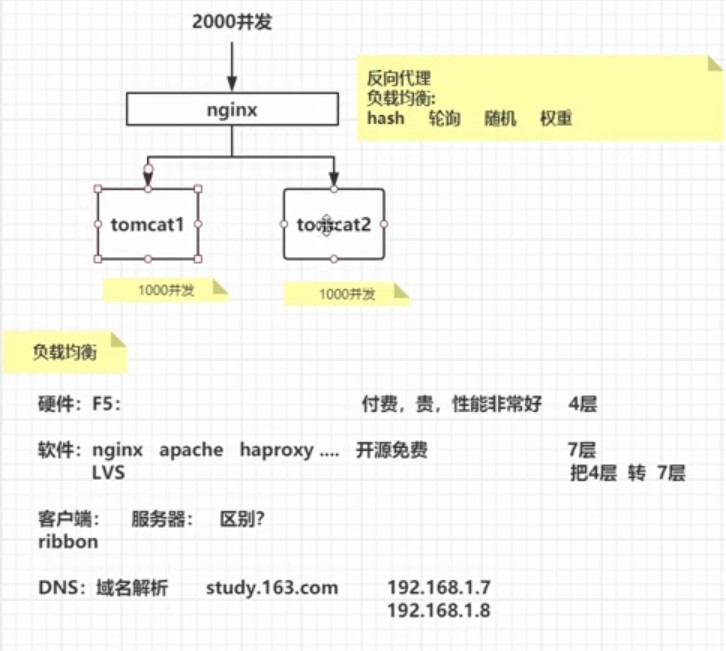 2000并发
nginx
反向代理
负载均衡:
hash 轮询 随机 权重
tomcat1
tomcat2
1000并发
1000并发
负载均衡
硬件：F5： 付费，贵，性能非常好 4层
软件：nginx apache haproxy .... 开源免费 7层
LVS 把4层 转 7层
客户端： 服务器： 区别？
ribbon
DNS：域名解析 study.163.com 192.168.1.7
192.168.1.8